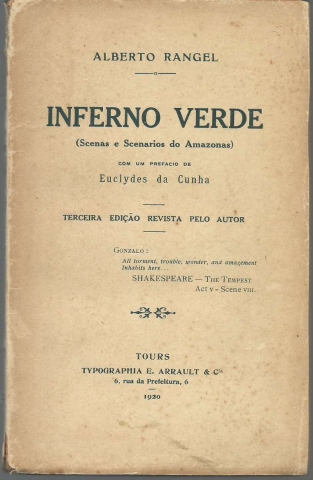 ALBERTO RANGEL
INFERNO VERDE
(Scenas e Scenarios do Amazonas)
COM UM PREFACIO DE
Euclydes da Cunha
TERCEIRA EDIÇÃO REVISTA PELO AUTOR
GONZALO :
All torment, trouble, wonder, and amazement
Inhabits here...
SHAKESPEARE — THE TEMPEST
Act v - Scene viii.
TOURS
TYPOGRAPHIA E. ARRAULT & Cia
6, rua da Prefeitura, 6
1920